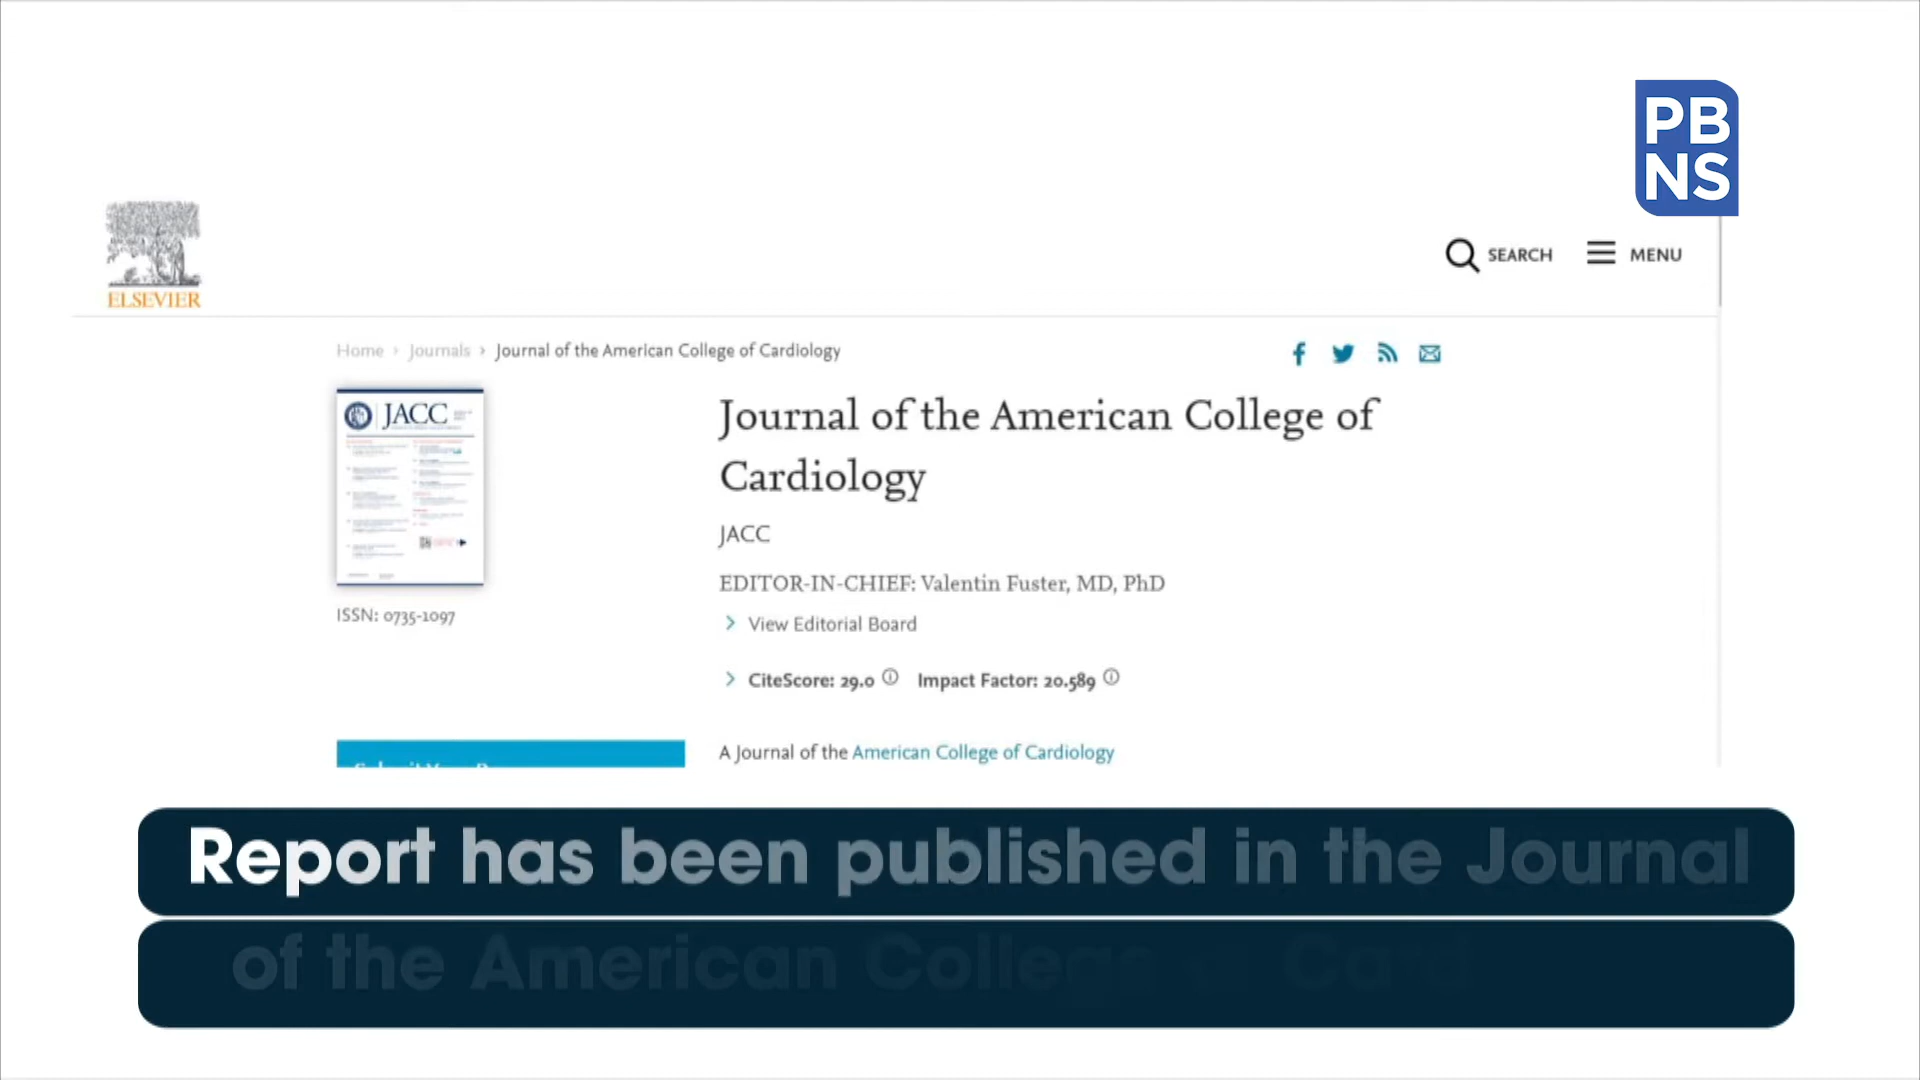 PB
NS
ELSEVIER
SEARCH
MENU
Home › Journals › Journal of the American College of Cardiology
JACC
ISSN: 0735-1097
Journal of the American College of
Cardiology
JACC
EDITOR-IN-CHIEF: Valentin Fuster, MD, PhD
View Editorial Board
CiteScore: 29.0 Impact Factor: 20.589
A Journal of the American College of Cardiology
Report has been published in the Journal
of the American College